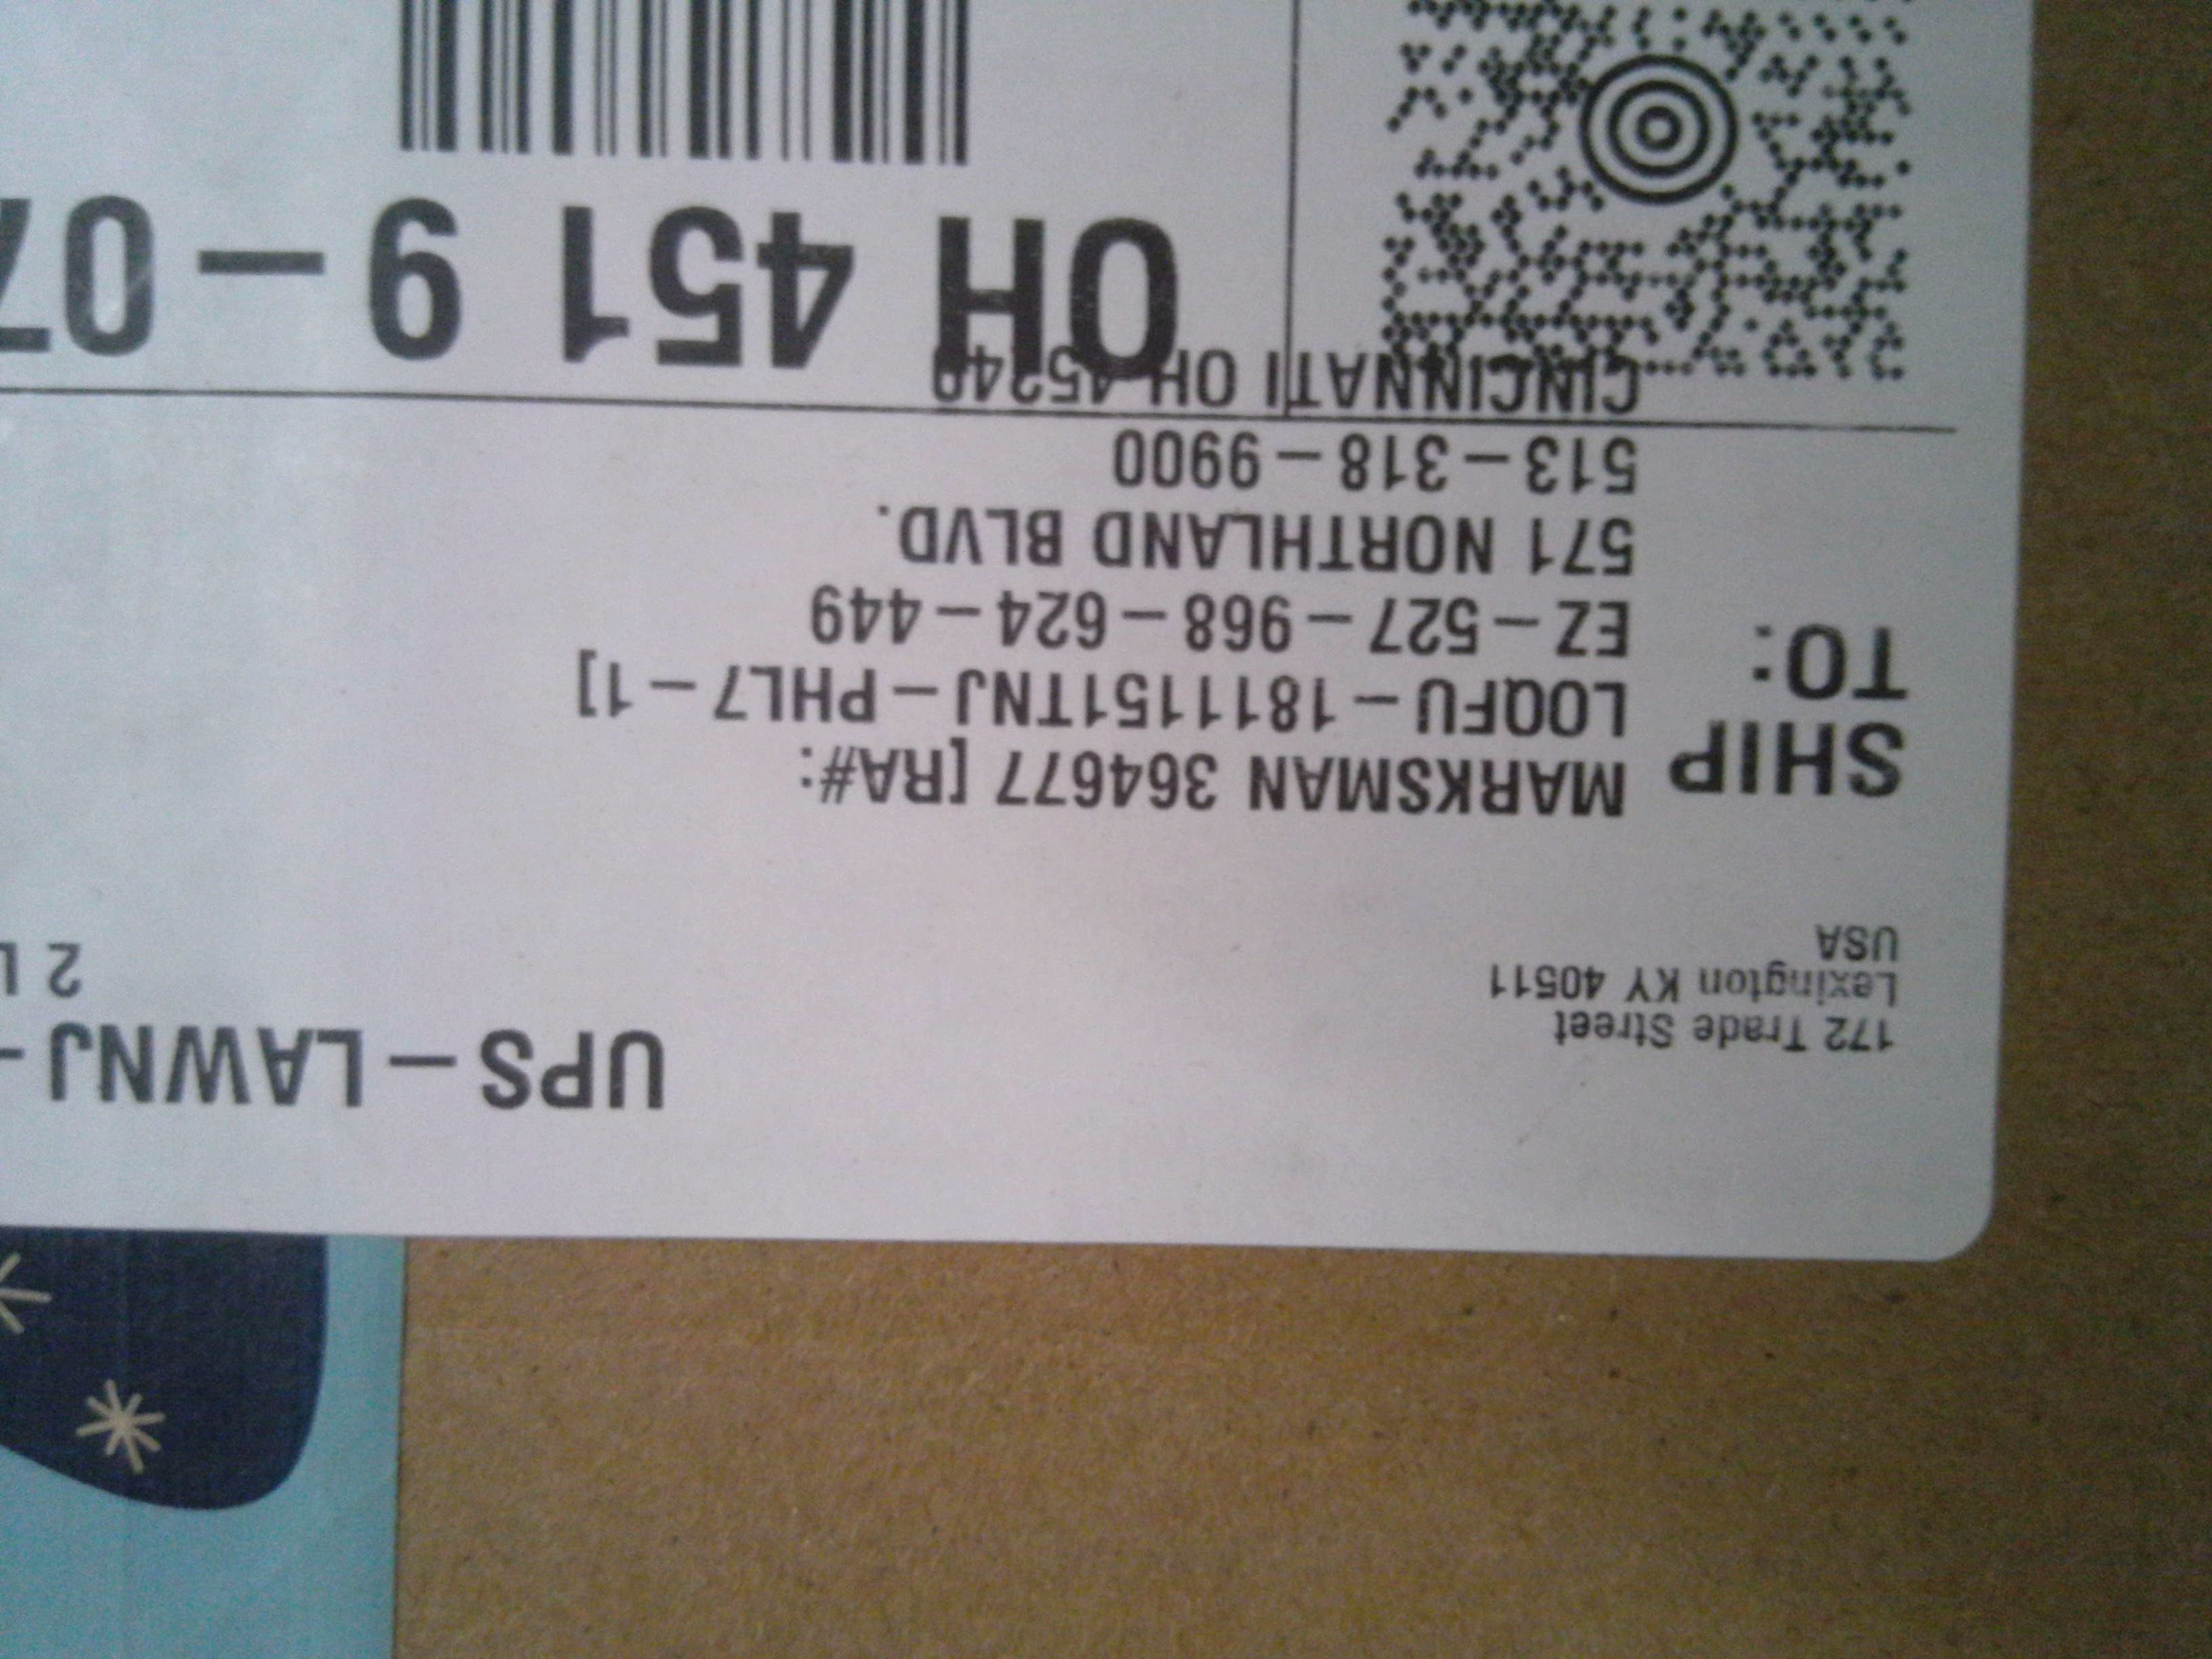 172 Trade Street
Lexington KY 40511
USA
UPS-LAWNJ-
2 L
SHIP
TO:
MARKSMAN 364677 [RA#:
LOQFU-1811151TNJ-PHL7-1]
EZ-527-968-624-449
571 NORTHLAND BLVD.
513-318-9900
CINCINNATI OH 45240
OH 451 9-07